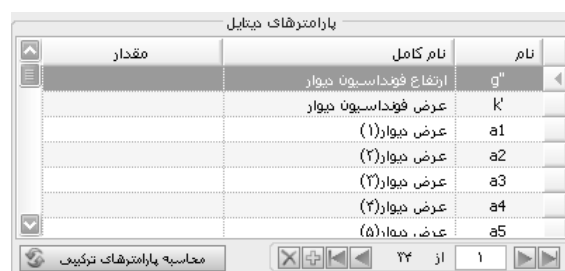 پارامترهای دیتایل
نام نام کامل مقدار
g" ارتفاع فونداسیون دیوار
k' عرض فونداسیون دیوار
a1 عرض دیوار(۱)
a2 عرض دیوار(۲)
a3 عرض دیوار(۳)
a4 عرض دیوار(۴)
a5 عرض دیوار(۵)
۱ از ۳۴ محاسبه پارامترهای ترکیبی